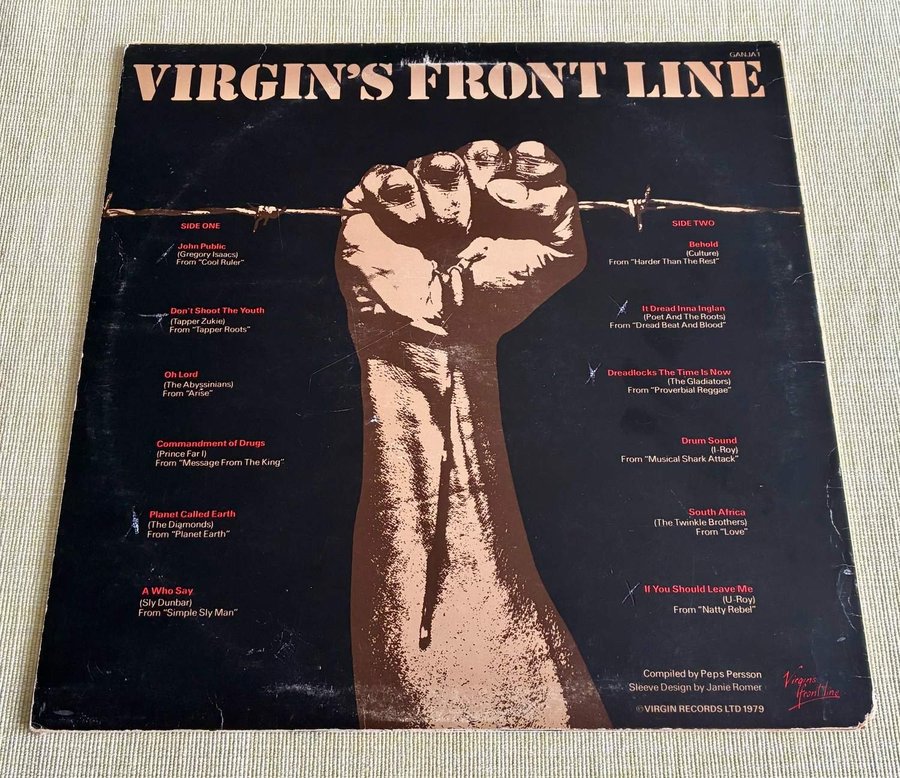 GANJA 1
VIRGIN'S FRONT LINE
SIDE ONE
John Public
(Gregory Isaacs)
From "Cool Ruler"
Don't Shoot The Youth
(Tapper Zukie)
From "Tapper Roots"
Oh Lord
(The Abyssinians)
From "Arise"
Commandment of Drugs
(Prince Far I)
From "Message From The King"
Planet Called Earth
(The Diamonds)
From "Planet Earth"
A Who Say
(Sly Dunbar)
From "Simple Sly Man"
SIDE TWO
Behold
(Culture)
From "Harder Than The Rest"
It Dread Inna Inglan
(Poet And The Roots)
From "Dread Beat And Blood"
Dreadlocks The Time Is Now
(The Gladiators)
From "Proverbial Reggae"
Drum Sound
(I-Roy)
From "Musical Shark Attack"
South Africa
(The Twinkle Brothers)
From "Love"
If You Should Leave Me
(U-Roy)
From "Natty Rebel"
Compiled by Peps Persson
Sleeve Design by Janie Romer
©VIRGIN RECORDS LTD 1979
Virgin's
front line